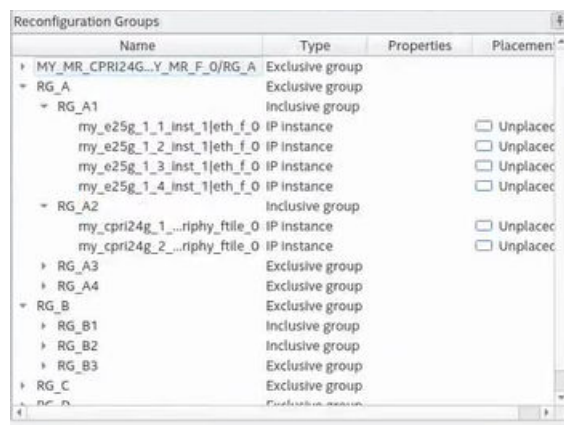 Reconfiguration Groups
Name Type Properties Placemen
MY_MR_CPRI24G...Y_MR_F_0/RG_A Exclusive group
RG_A Exclusive group
RG_A1 Inclusive group
my_e25g_1_1_inst_1|eth_f_0 IP instance Unplaced
my_e25g_1_2_inst_1|eth_f_0 IP instance Unplaced
my_e25g_1_3_inst_1|eth_f_0 IP instance Unplaced
my_e25g_1_4_inst_1|eth_f_0 IP instance Unplaced
RG_A2 Inclusive group
my_cpri24g_1_...riphy_ftile_0 IP instance Unplaced
my_cpri24g_2_...riphy_ftile_0 IP instance Unplaced
RG_A3 Exclusive group
RG_A4 Exclusive group
RG_B Exclusive group
RG_B1 Inclusive group
RG_B2 Inclusive group
RG_B3 Exclusive group
RG_C Exclusive group